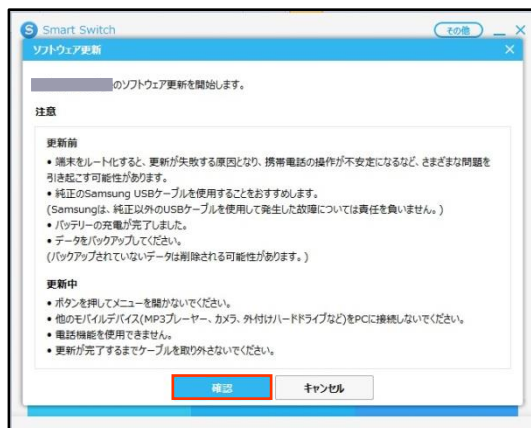 Smart Switch
その他
ソフトウェア更新
のソフトウェア更新を開始します。
注意
更新前
• 端末をルート化すると、更新が失敗する原因となり、携帯電話の操作が不安定になるなど、さまざまな問題を
引き起こす可能性があります。
• 純正のSamsung USBケーブルを使用することをおすすめします。
(Samsungは、純正以外のUSBケーブルを使用して発生した故障については責任を負いません。)
• バッテリーの充電が完了しました。
• データをバックアップしてください。
(バックアップされていないデータは削除される可能性があります。)
更新中
• ボタンを押してメニューを開かないでください。
• 他のモバイルデバイス(MP3プレーヤー、カメラ、外付けハードドライブなど)をPCに接続しないでください。
• 電話機能を使用できません。
• 更新が完了するまでケーブルを取り外さないでください。
確認
キャンセル